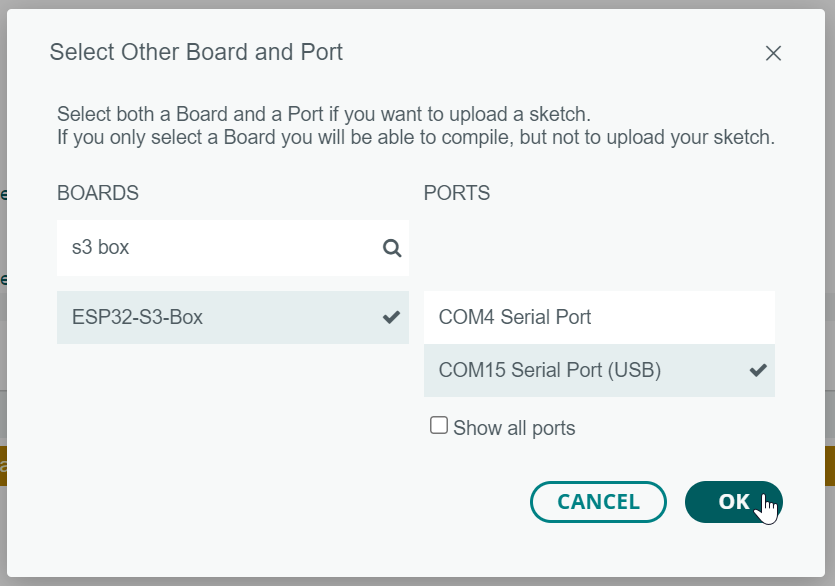 Select Other Board and Port
Select both a Board and a Port if you want to upload a sketch.
If you only select a Board you will be able to compile, but not to upload your sketch.
BOARDS
PORTS
s3 box
ESP32-S3-Box
COM4 Serial Port
COM15 Serial Port (USB)
Show all ports
CANCEL
OK